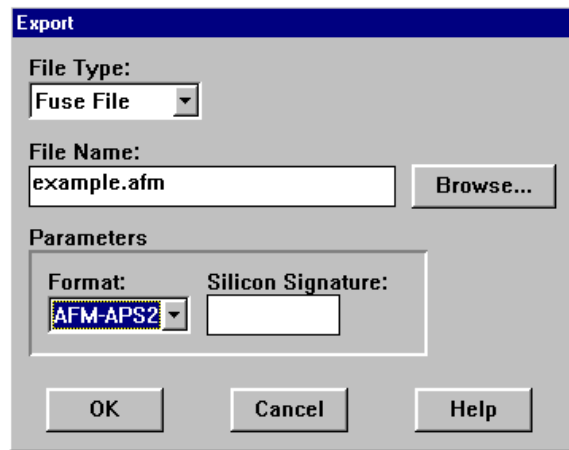 Export
File Type:
Fuse File
File Name:
example.afm
Browse...
Parameters
Format: Silicon Signature:
AFM-APS2
OK Cancel Help